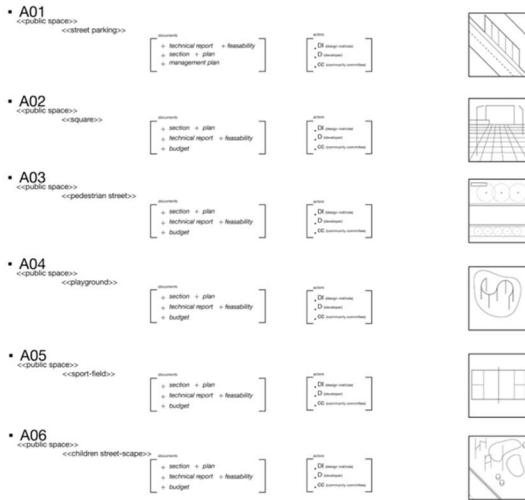 A01
<<public space>>
<<street parking>>
documents
+ technical report + feasability
+ section + plan
+ management plan
actors
DI (design institute)
D (developer)
cc (community committee)
A02
<<public space>>
<<square>>
documents
+ section + plan
+ technical report + feasability
+ budget
actors
DI (design institute)
D (developer)
cc (community committee)
A03
<<public space>>
<<pedestrian street>>
documents
+ section + plan
+ technical report + feasability
+ budget
actors
DI (design institute)
D (developer)
cc (community committee)
A04
<<public space>>
<<playground>>
documents
+ section + plan
+ technical report + feasability
+ budget
actors
DI (design institute)
D (developer)
cc (community committee)
A05
<<public space>>
<<sport-field>>
documents
+ section + plan
+ technical report + feasability
+ budget
actors
DI (design institute)
D (developer)
cc (community committee)
A06
<<public space>>
<<children street-scape>>
documents
+ section + plan
+ technical report + feasability
+ budget
actors
DI (design institute)
D (developer)
cc (community committee)